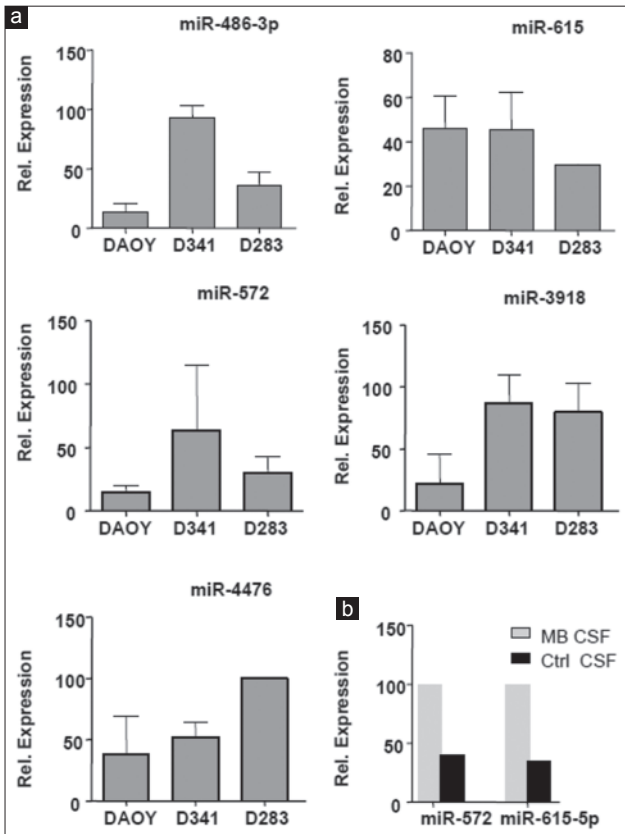 a
miR-486-3p
150
100
50
0
Rel. Expression
DAOY D341 D283
miR-615
80
60
40
20
0
Rel. Expression
DAOY D341 D283
miR-572
150
100
50
0
Rel. Expression
DAOY D341 D283
miR-3918
150
100
50
0
Rel. Expression
DAOY D341 D283
miR-4476
150
100
50
0
Rel. Expression
DAOY D341 D283
b
150
100
50
0
Rel. Expression
MB CSF
Ctrl CSF
miR-572 miR-615-5p